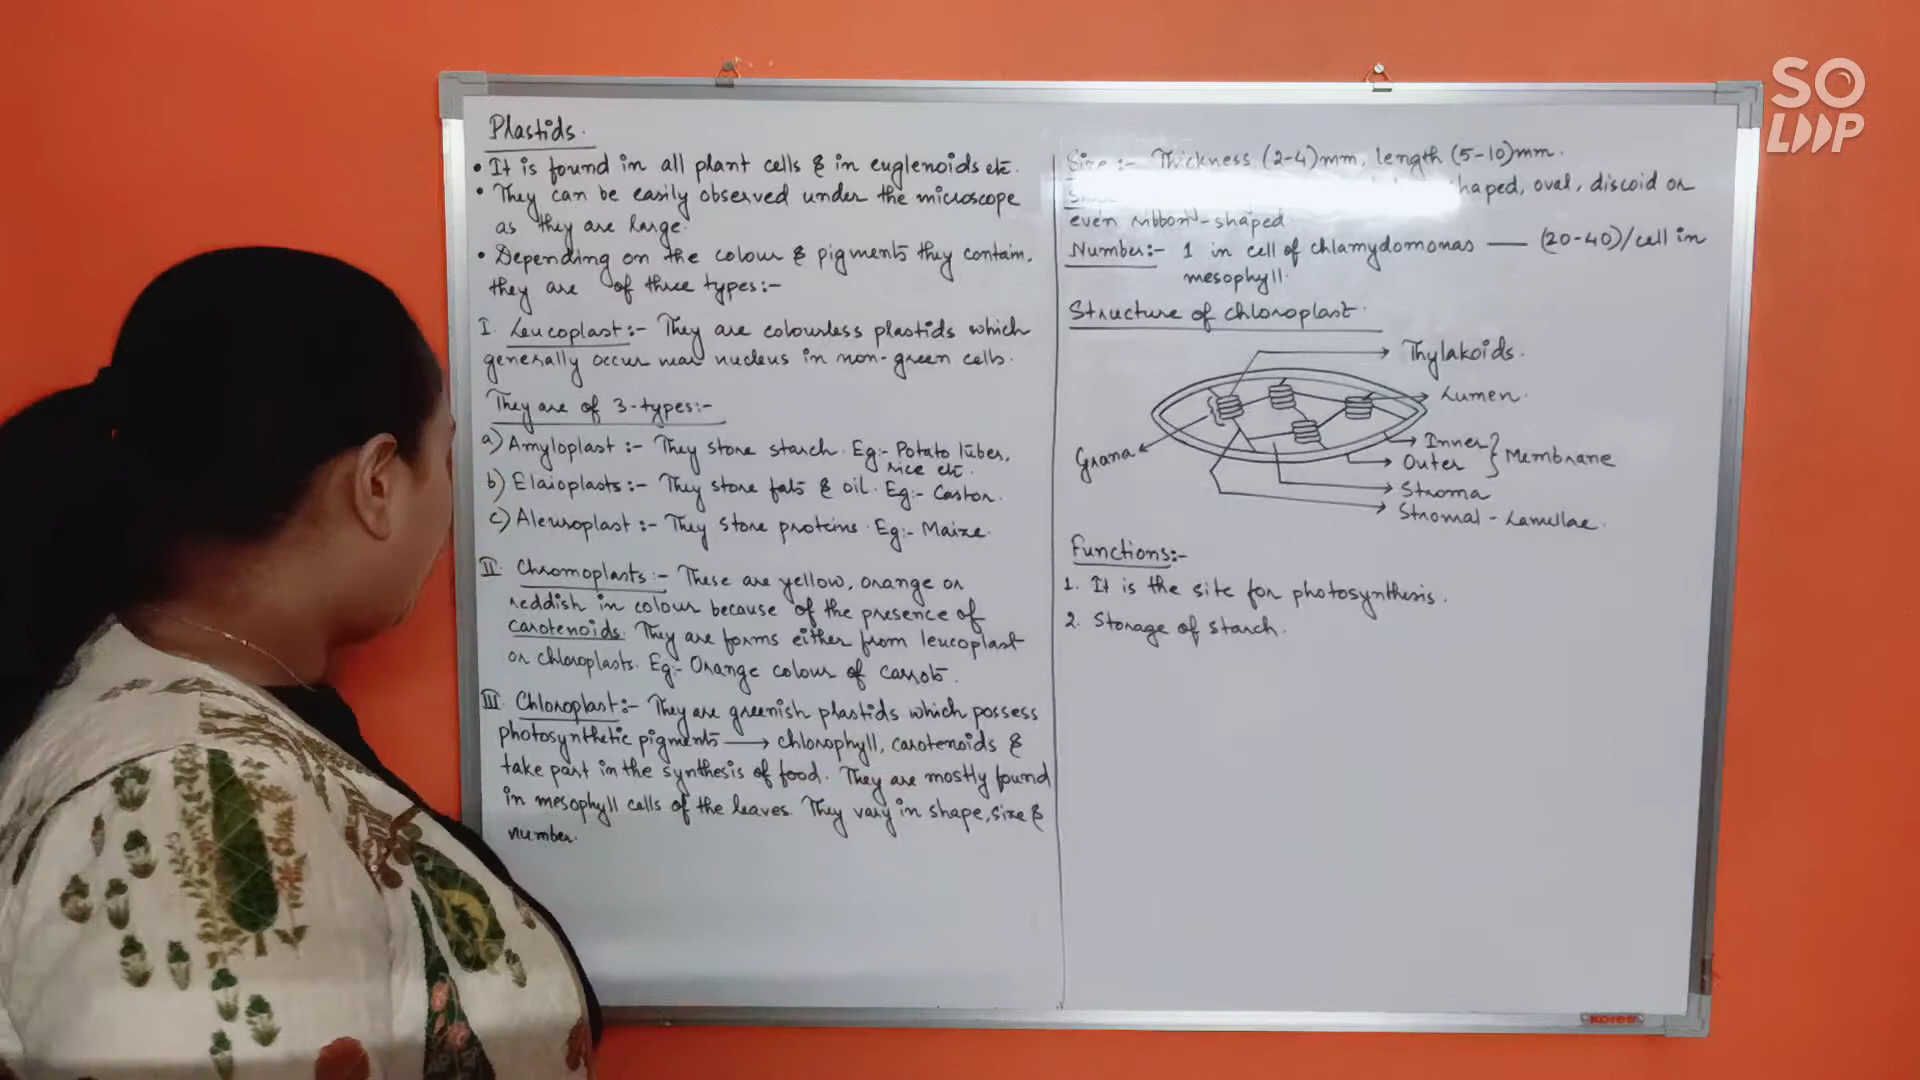 Plastids.
• It is found in all plant cells & in euglenoids etc.
• They can be easily observed under the microscope
as they are large.
• Depending on the colour & pigments they contain,
they are of three types:-
I. Leucoplast:- They are colourless plastids which
generally occur near nucleus in non-green cells.
They are of 3-types:-
a) Amyloplast:- They store starch. Eg:- Potato tuber,
rice etc.
b) Elaioplasts:- They store fats & oil. Eg:- Castor.
c) Aleuroplast:- They store proteins. Eg:- Maize.
II. Chromoplasts:- These are yellow, orange or
reddish in colour because of the presence of
carotenoids. They are forms either from leucoplast
or chloroplasts. Eg:- Orange colour of carrots.
III. Chloroplast:- They are greenish plastids which possess
photosynthetic pigments → chlorophyll, carotenoids &
take part in the synthesis of food. They are mostly found
in mesophyll cells of the leaves. They vary in shape, size &
number.
Size:- Thickness (2-4)mm, length (5-10)mm.
shaped, oval, discoid or
even ribbon-shaped
Number:- 1 in cell of chlamydomonas — (20-40)/cell in
mesophyll.
Structure of chloroplast.
Thylakoids.
Lumen.
Grana
Inner } Membrane
Outer
Stroma
Stromal-Lamellae.
Functions:-
1. It is the site for photosynthesis.
2. Storage of starch.
SO
LOOP
Kores